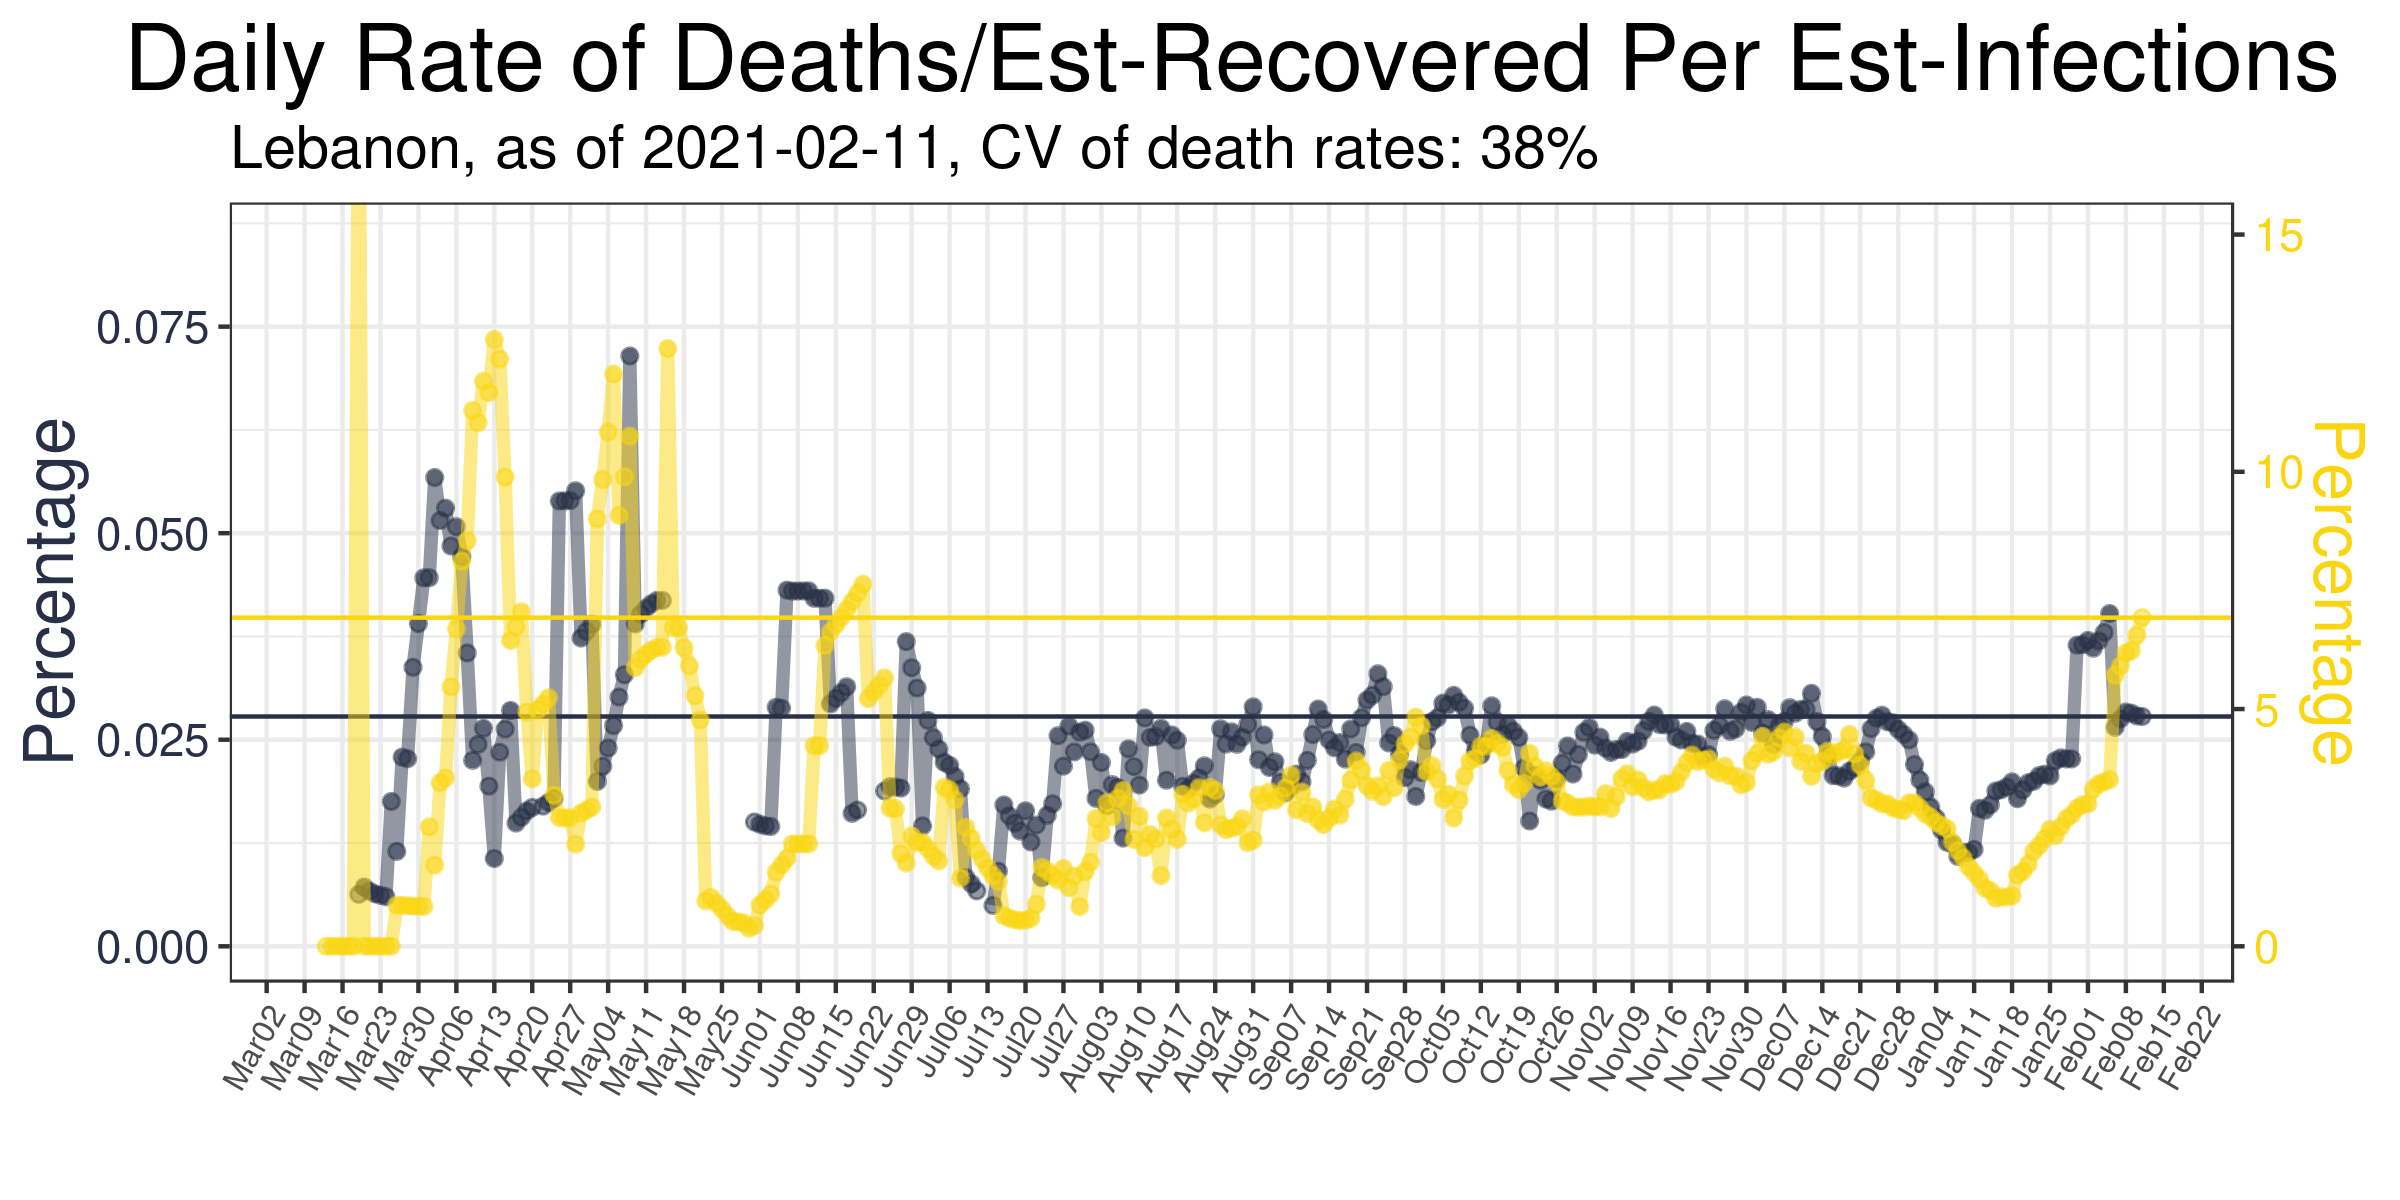 Daily Rate of Deaths/Est-Recovered Per Est-Infections
Lebanon, as of 2021-02-11, CV of death rates: 38%
Percentage
0.075
0.050
0.025
0.000
15
10
5
0
Percentage
Mar02
Mar09
Mar16
Mar23
Mar30
Apr06
Apr13
Apr20
Apr27
May04
May11
May18
May25
Jun01
Jun08
Jun15
Jun22
Jun29
Jul06
Jul13
Jul20
Jul27
Aug03
Aug10
Aug17
Aug24
Aug31
Sep07
Sep14
Sep21
Sep28
Oct05
Oct12
Oct19
Oct26
Nov02
Nov09
Nov16
Nov23
Nov30
Dec07
Dec14
Dec21
Dec28
Jan04
Jan11
Jan18
Jan25
Feb01
Feb08
Feb15
Feb22